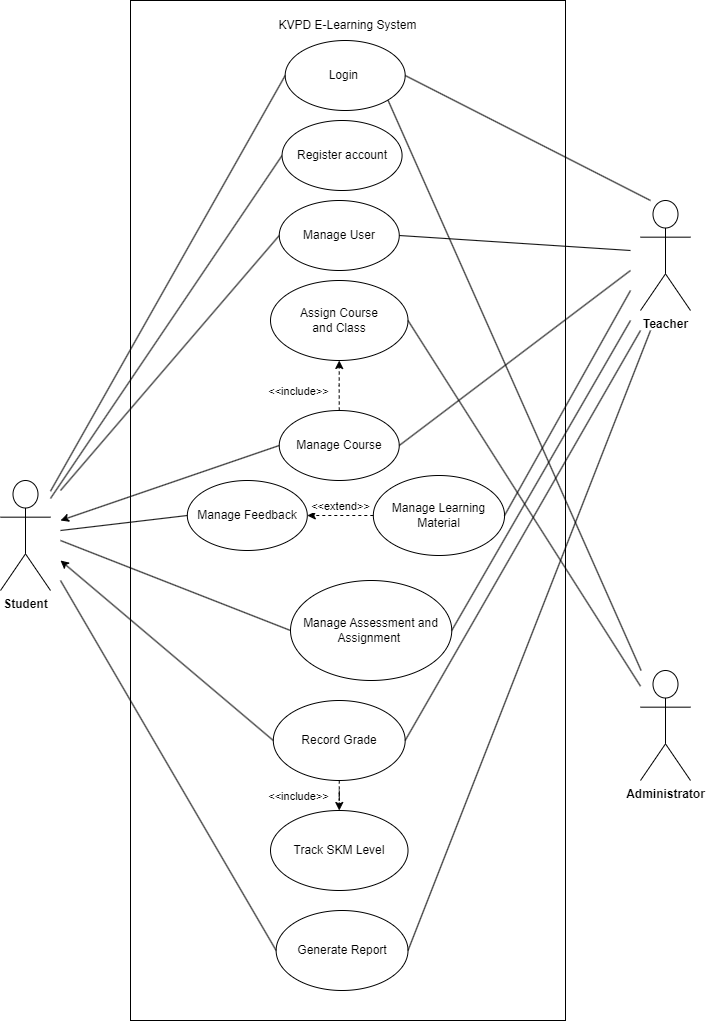 KVPD E-Learning System
Login
Register account
Manage User
Assign Course
and Class
Teacher
<<include>>
Manage Course
<<extend>>
Manage Feedback
Manage Learning
Material
Student
Manage Assessment and
Assignment
Record Grade
Administrator
<<include>>
Track SKM Level
Generate Report